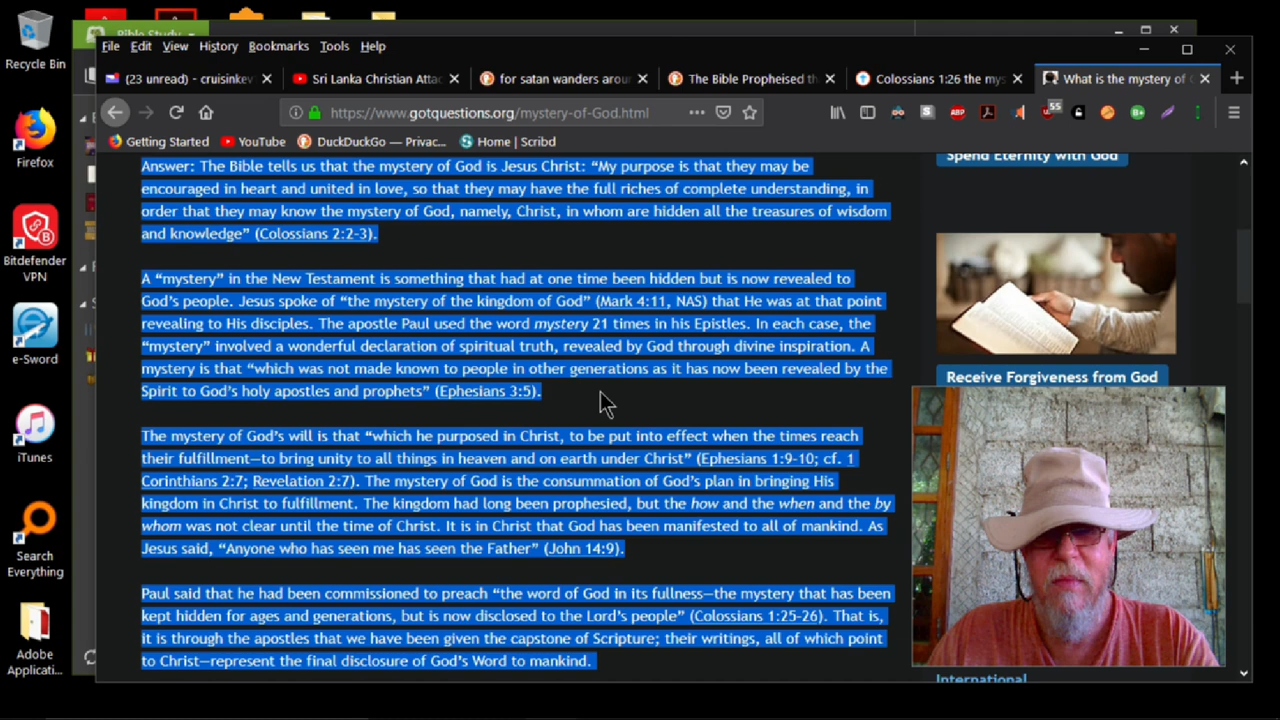 Bible Study
File Edit View History Bookmarks Tools Help
(23 unread) - cruisinkev
Sri Lanka Christian Attac
for satan wanders arou
The Bible Propheised th
Colossians 1:26 the mys
What is the mystery of
https://www.gotquestions.org/mystery-of-God.html
55
ABP
Getting Started YouTube DuckDuckGo — Privac... Home | Scribd
Recycle Bin
Firefox
Bitdefender
VPN
e-Sword
iTunes
Search
Everything
Adobe
Applicati...
Answer: The Bible tells us that the mystery of God is Jesus Christ: “My purpose is that they may be
encouraged in heart and united in love, so that they may have the full riches of complete understanding, in
order that they may know the mystery of God, namely, Christ, in whom are hidden all the treasures of wisdom
and knowledge” (Colossians 2:2-3).
A “mystery” in the New Testament is something that had at one time been hidden but is now revealed to
God’s people. Jesus spoke of “the mystery of the kingdom of God” (Mark 4:11, NAS) that He was at that point
revealing to His disciples. The apostle Paul used the word mystery 21 times in his Epistles. In each case, the
“mystery” involved a wonderful declaration of spiritual truth, revealed by God through divine inspiration. A
mystery is that “which was not made known to people in other generations as it has now been revealed by the
Spirit to God’s holy apostles and prophets” (Ephesians 3:5).
The mystery of God’s will is that “which he purposed in Christ, to be put into effect when the times reach
their fulfillment—to bring unity to all things in heaven and on earth under Christ” (Ephesians 1:9-10; cf. 1
Corinthians 2:7; Revelation 2:7). The mystery of God is the consummation of God’s plan in bringing His
kingdom in Christ to fulfillment. The kingdom had long been prophesied, but the how and the when and the by
whom was not clear until the time of Christ. It is in Christ that God has been manifested to all of mankind. As
Jesus said, “Anyone who has seen me has seen the Father” (John 14:9).
Paul said that he had been commissioned to preach “the word of God in its fullness—the mystery that has been
kept hidden for ages and generations, but is now disclosed to the Lord’s people” (Colossians 1:25-26). That is,
it is through the apostles that we have been given the capstone of Scripture; their writings, all of which point
to Christ—represent the final disclosure of God’s Word to mankind.
Spend Eternity with God
Receive Forgiveness from God
International